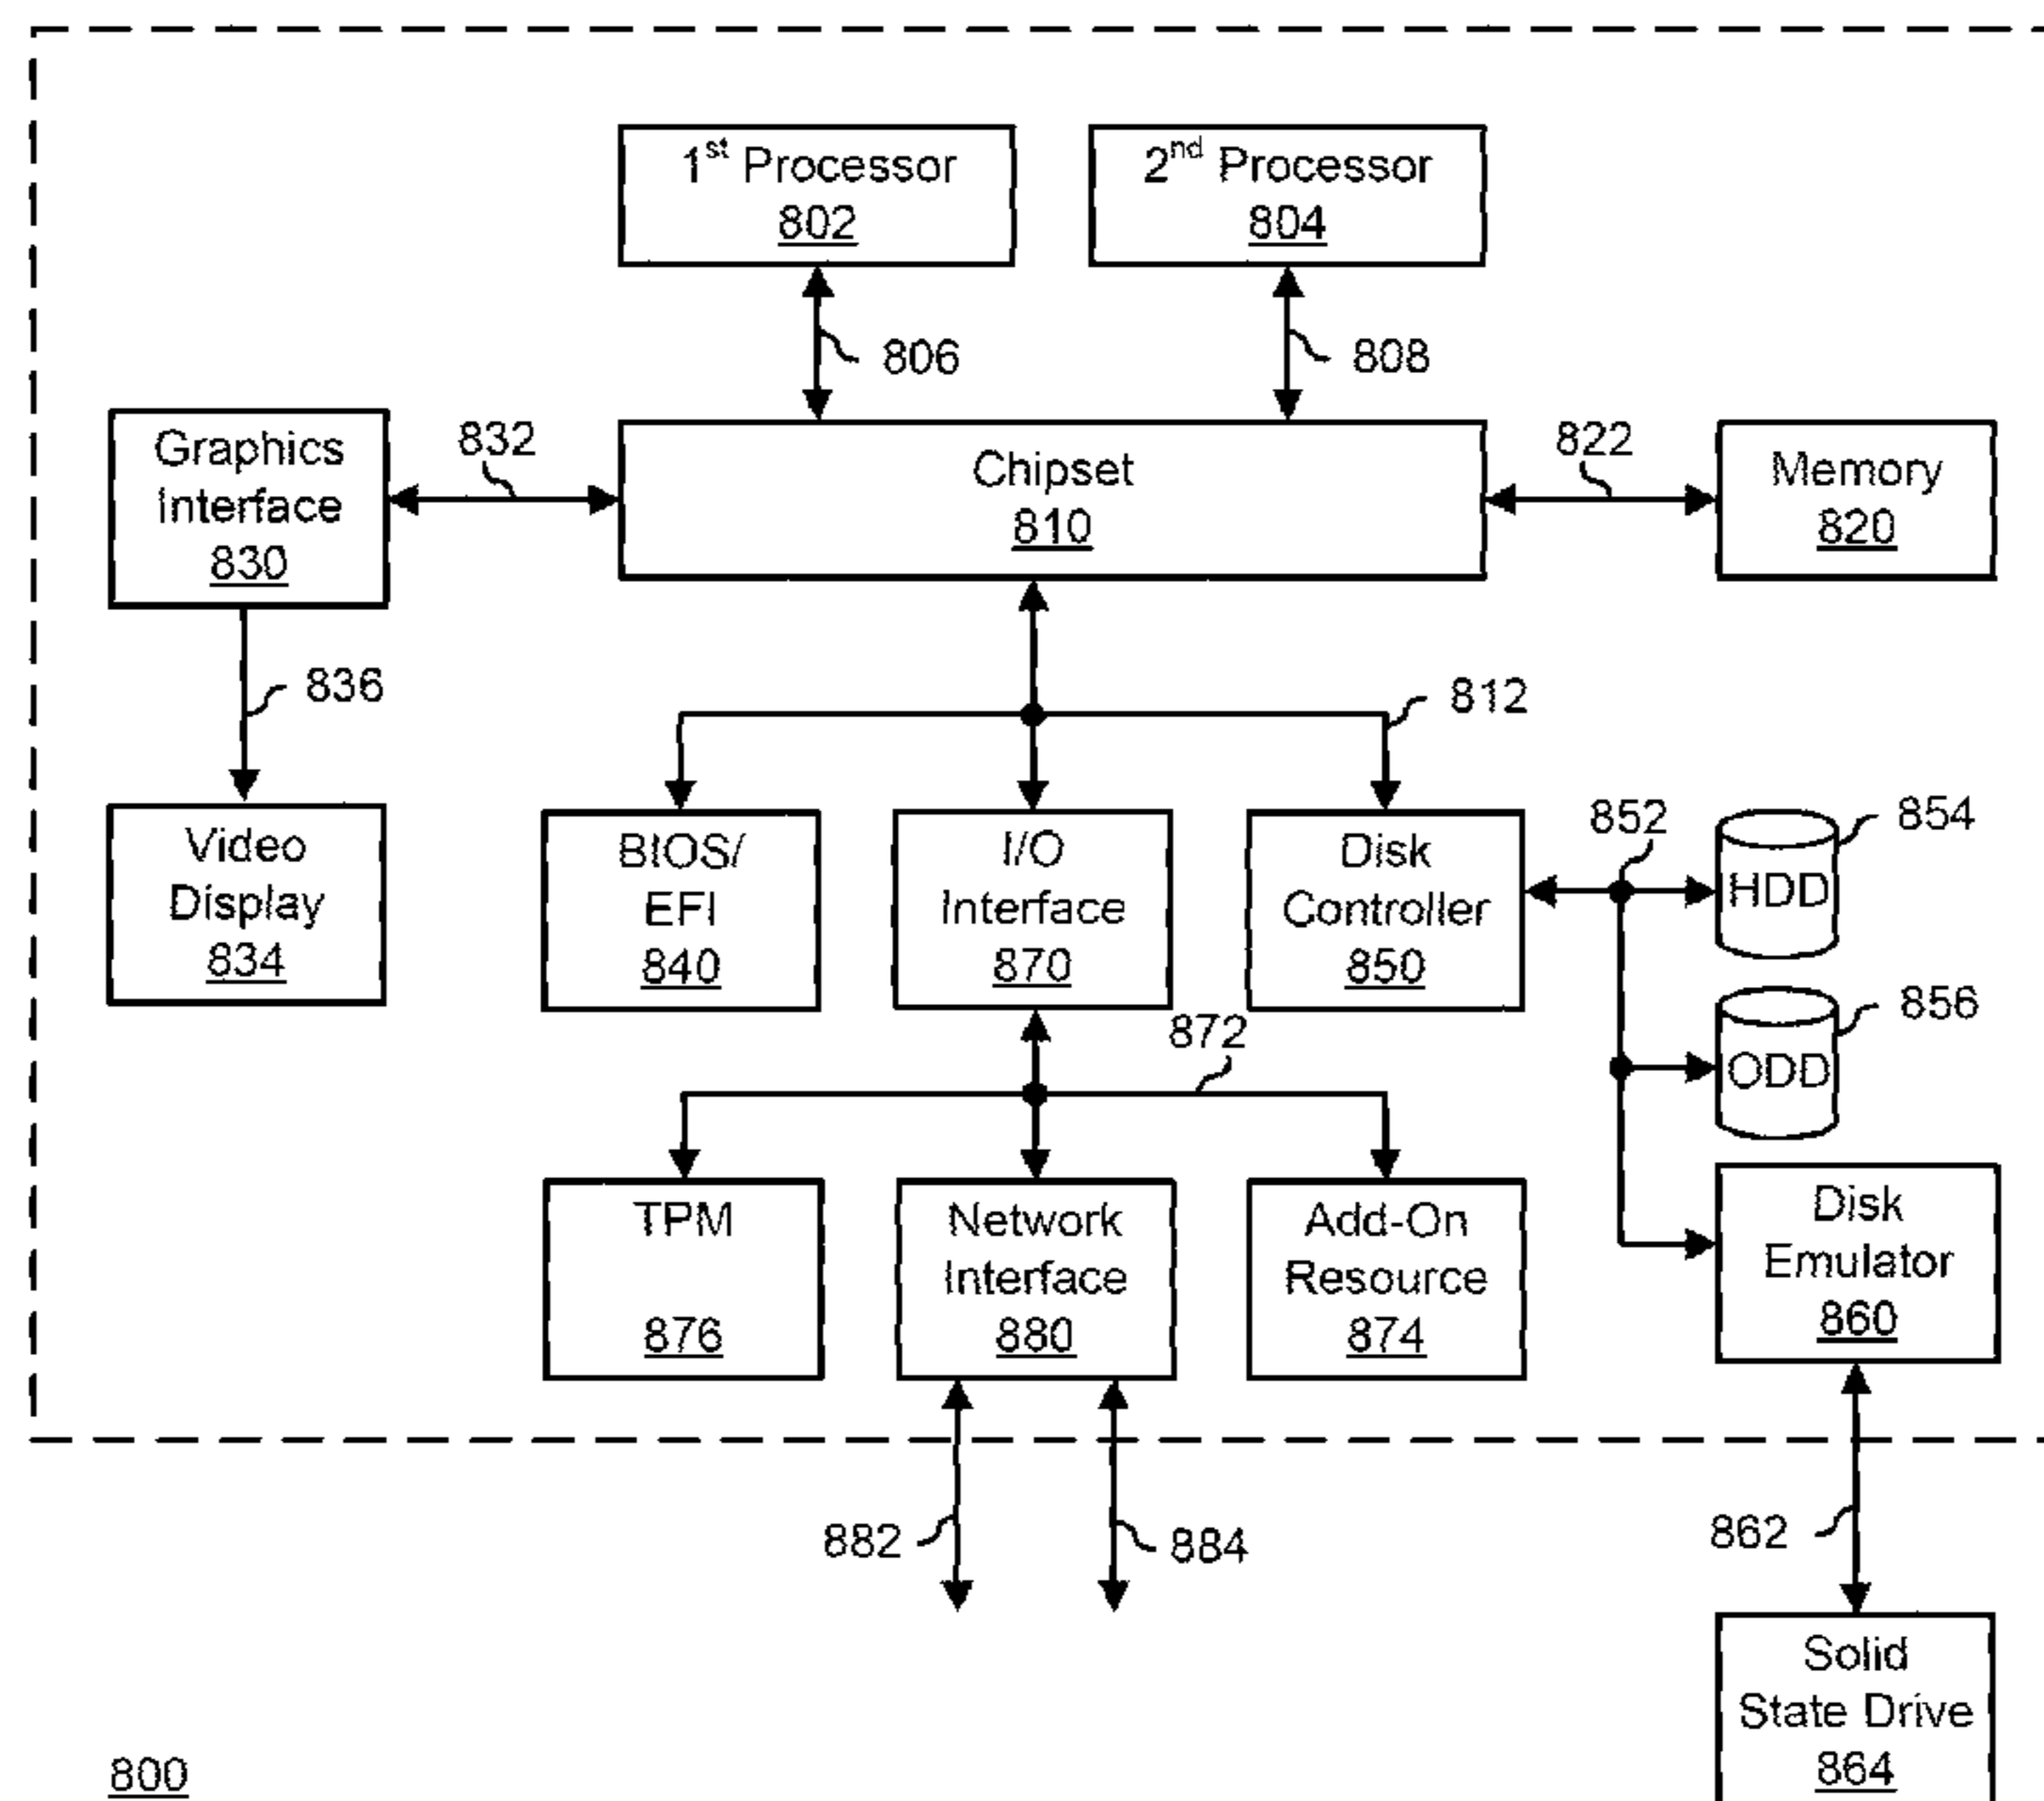 1st Processor
802
2nd Processor
804
806
808
Graphics
Interface
830
832
Chipset
810
822
Memory
820
836
812
Video
Display
834
BIOS/
EFI
840
I/O
Interface
870
Disk
Controller
850
852
854
HDD
856
ODD
872
TPM
876
Network
Interface
880
Add-On
Resource
874
Disk
Emulator
860
882
884
862
Solid
State Drive
864
800